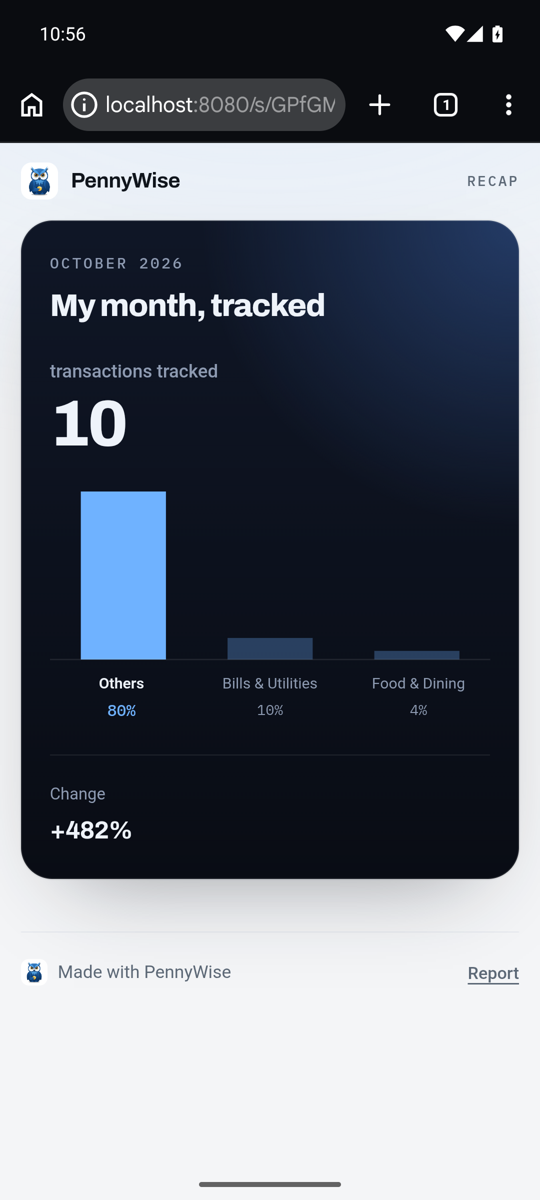 10:56
localhost:8080/s/GPfGM
1
PennyWise
RECAP
OCTOBER 2026
My month, tracked
transactions tracked
10
Others
Bills & Utilities
Food & Dining
80%
10%
4%
Change
+482%
Made with PennyWise
Report